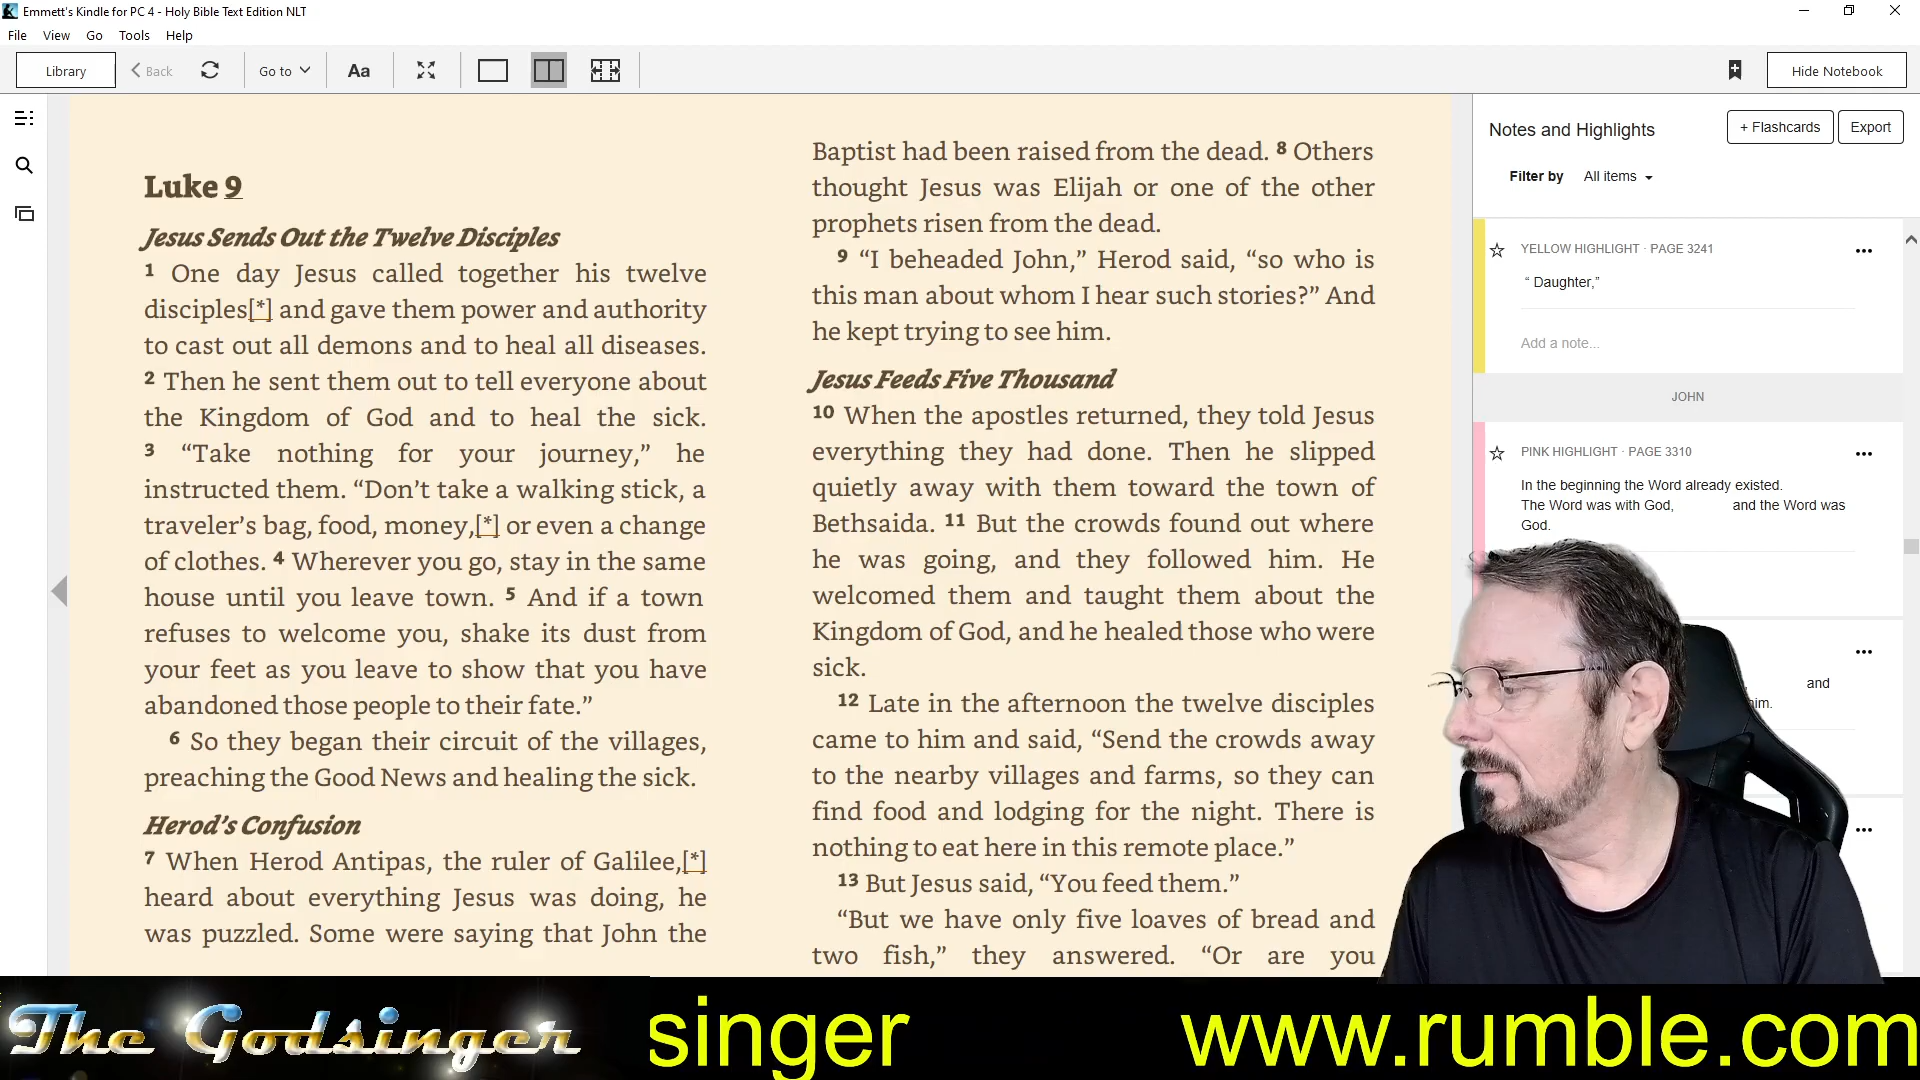 Emmett's Kindle for PC 4 - Holy Bible Text Edition NLT
File View Go Tools Help
Library Back Go to Aa Hide Notebook
Luke 9
Jesus Sends Out the Twelve Disciples
1 One day Jesus called together his twelve
disciples[*] and gave them power and authority
to cast out all demons and to heal all diseases.
2 Then he sent them out to tell everyone about
the Kingdom of God and to heal the sick.
3 “Take nothing for your journey,” he
instructed them. “Don’t take a walking stick, a
traveler’s bag, food, money,[*] or even a change
of clothes. 4 Wherever you go, stay in the same
house until you leave town. 5 And if a town
refuses to welcome you, shake its dust from
your feet as you leave to show that you have
abandoned those people to their fate.”
6 So they began their circuit of the villages,
preaching the Good News and healing the sick.
Herod’s Confusion
7 When Herod Antipas, the ruler of Galilee,[*]
heard about everything Jesus was doing, he
was puzzled. Some were saying that John the
Baptist had been raised from the dead. 8 Others
thought Jesus was Elijah or one of the other
prophets risen from the dead.
9 “I beheaded John,” Herod said, “so who is
this man about whom I hear such stories?” And
he kept trying to see him.
Jesus Feeds Five Thousand
10 When the apostles returned, they told Jesus
everything they had done. Then he slipped
quietly away with them toward the town of
Bethsaida. 11 But the crowds found out where
he was going, and they followed him. He
welcomed them and taught them about the
Kingdom of God, and he healed those who were
sick.
12 Late in the afternoon the twelve disciples
came to him and said, “Send the crowds away
to the nearby villages and farms, so they can
find food and lodging for the night. There is
nothing to eat here in this remote place.”
13 But Jesus said, “You feed them.”
“But we have only five loaves of bread and
two fish,” they answered. “Or are you
Notes and Highlights
+ Flashcards Export
Filter by All items
YELLOW HIGHLIGHT · PAGE 3241
“ Daughter,”
Add a note...
JOHN
PINK HIGHLIGHT · PAGE 3310
In the beginning the Word already existed.
The Word was with God, and the Word was
God.
and
him.
The Godsinger
singer www.rumble.com